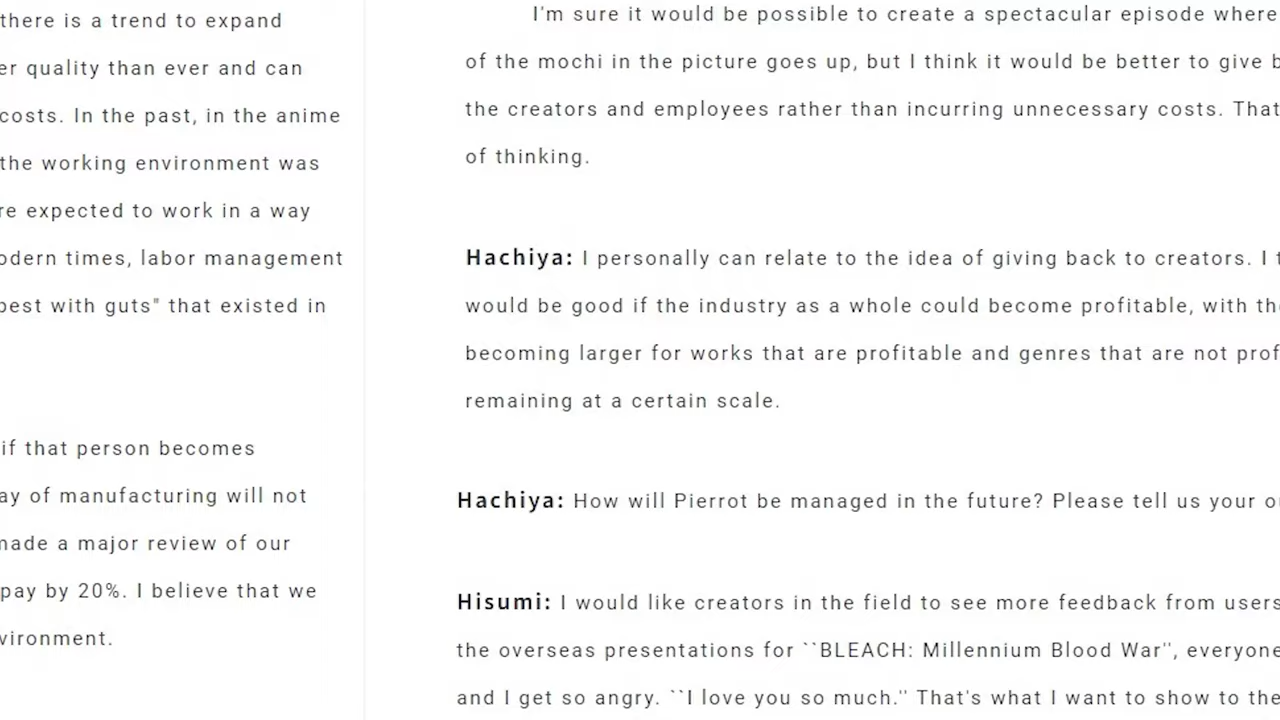 there is a trend to expand
er quality than ever and can
costs. In the past, in the anime
the working environment was
re expected to work in a way
odern times, labor management
best with guts" that existed in
if that person becomes
ay of manufacturing will not
made a major review of our
pay by 20%. I believe that we
vironment.
I'm sure it would be possible to create a spectacular episode where
of the mochi in the picture goes up, but I think it would be better to give b
the creators and employees rather than incurring unnecessary costs. That
of thinking.
Hachiya: I personally can relate to the idea of giving back to creators. I t
would be good if the industry as a whole could become profitable, with the
becoming larger for works that are profitable and genres that are not prof
remaining at a certain scale.
Hachiya: How will Pierrot be managed in the future? Please tell us your o
Hisumi: I would like creators in the field to see more feedback from users
the overseas presentations for ``BLEACH: Millennium Blood War'', everyone
and I get so angry. ``I love you so much.'' That's what I want to show to the